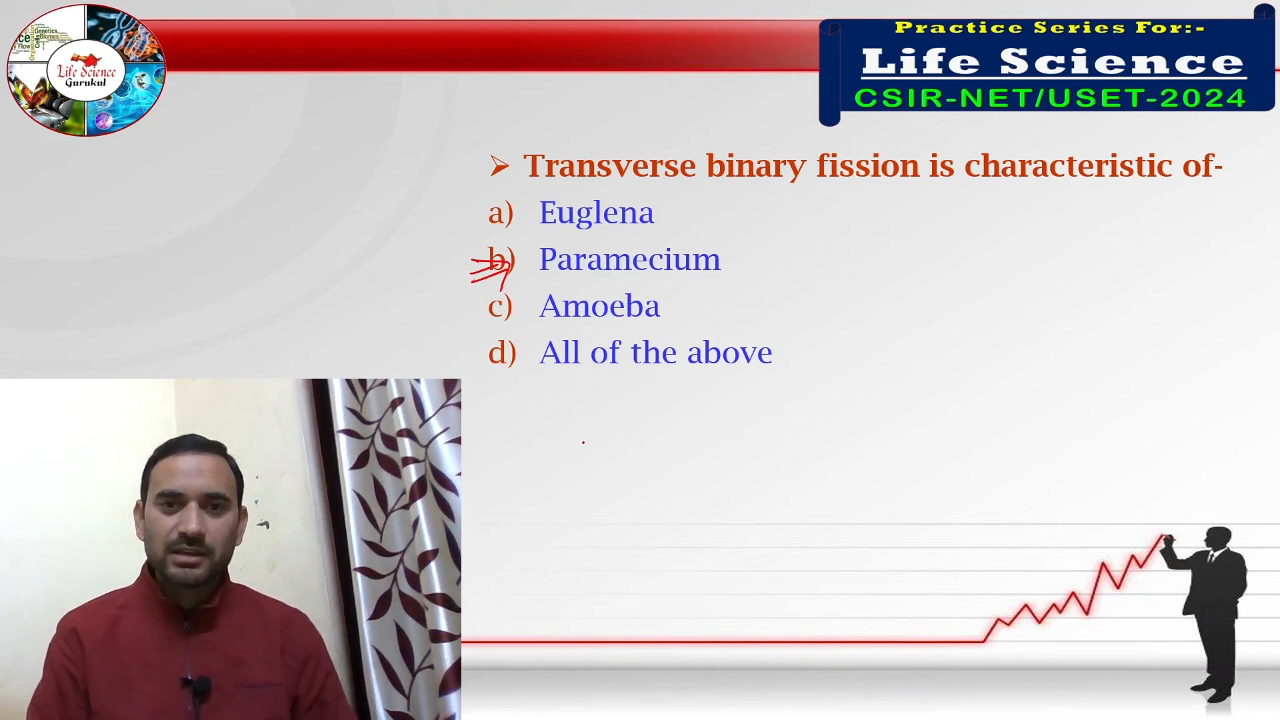 Genetics
Life Science
Gurukul
Practice Series For:-
Life Science
CSIR-NET/USET-2024
➢ Transverse binary fission is characteristic of-
a) Euglena
b) Paramecium
c) Amoeba
d) All of the above